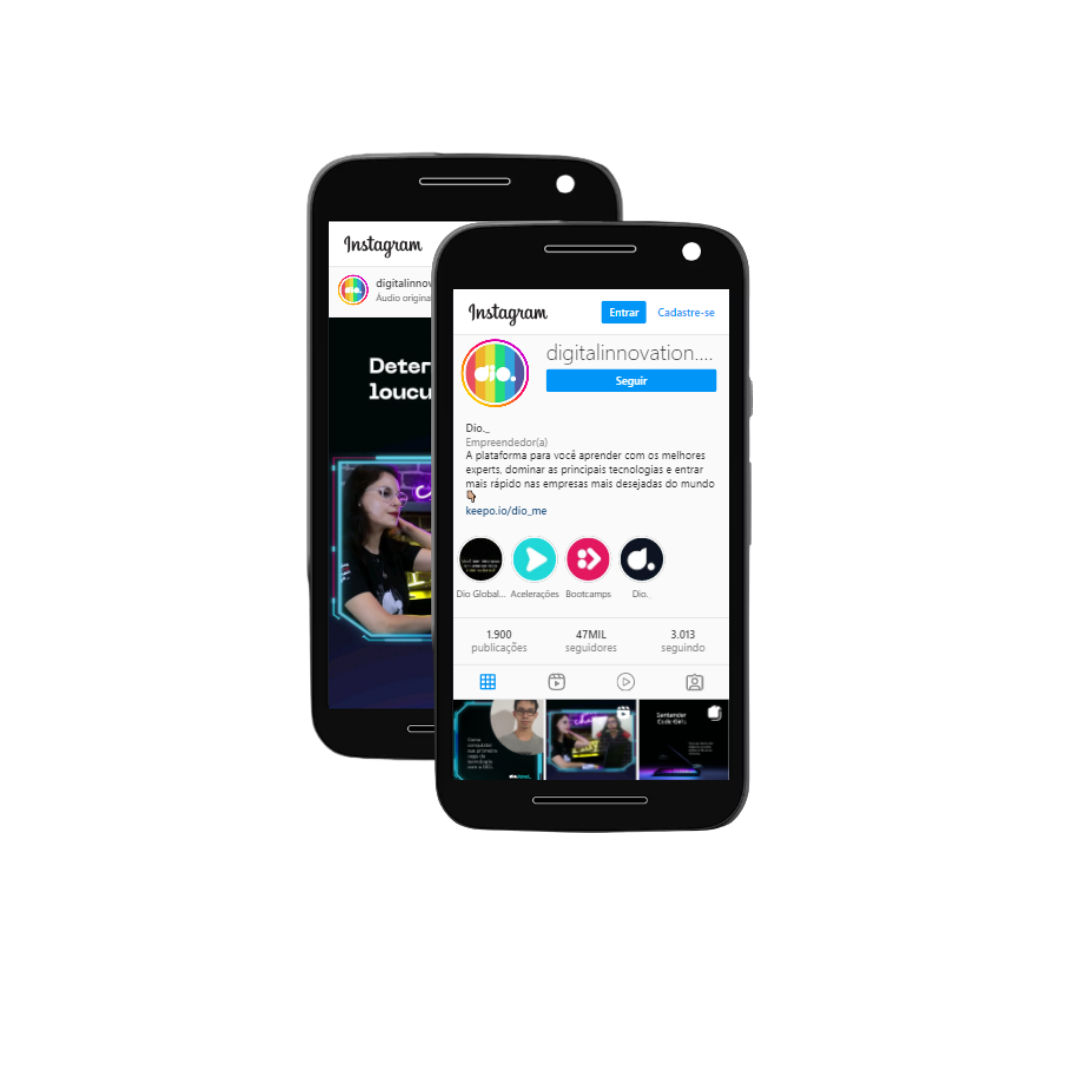 Instagram
digitalinnov
Áudio origina
Deter
loucu
Instagram
Entrar
Cadastre-se
dio.
digitalinnovation....
Seguir
Dio._
Empreendedor(a)
A plataforma para você aprender com os melhores
experts, dominar as principais tecnologias e entrar
mais rápido nas empresas mais desejadas do mundo
keepo.io/dio_me
Dio Global...
Acelerações
Bootcamps
Dio._
1.900
47MIL
3.013
publicações
seguidores
seguindo
Santander